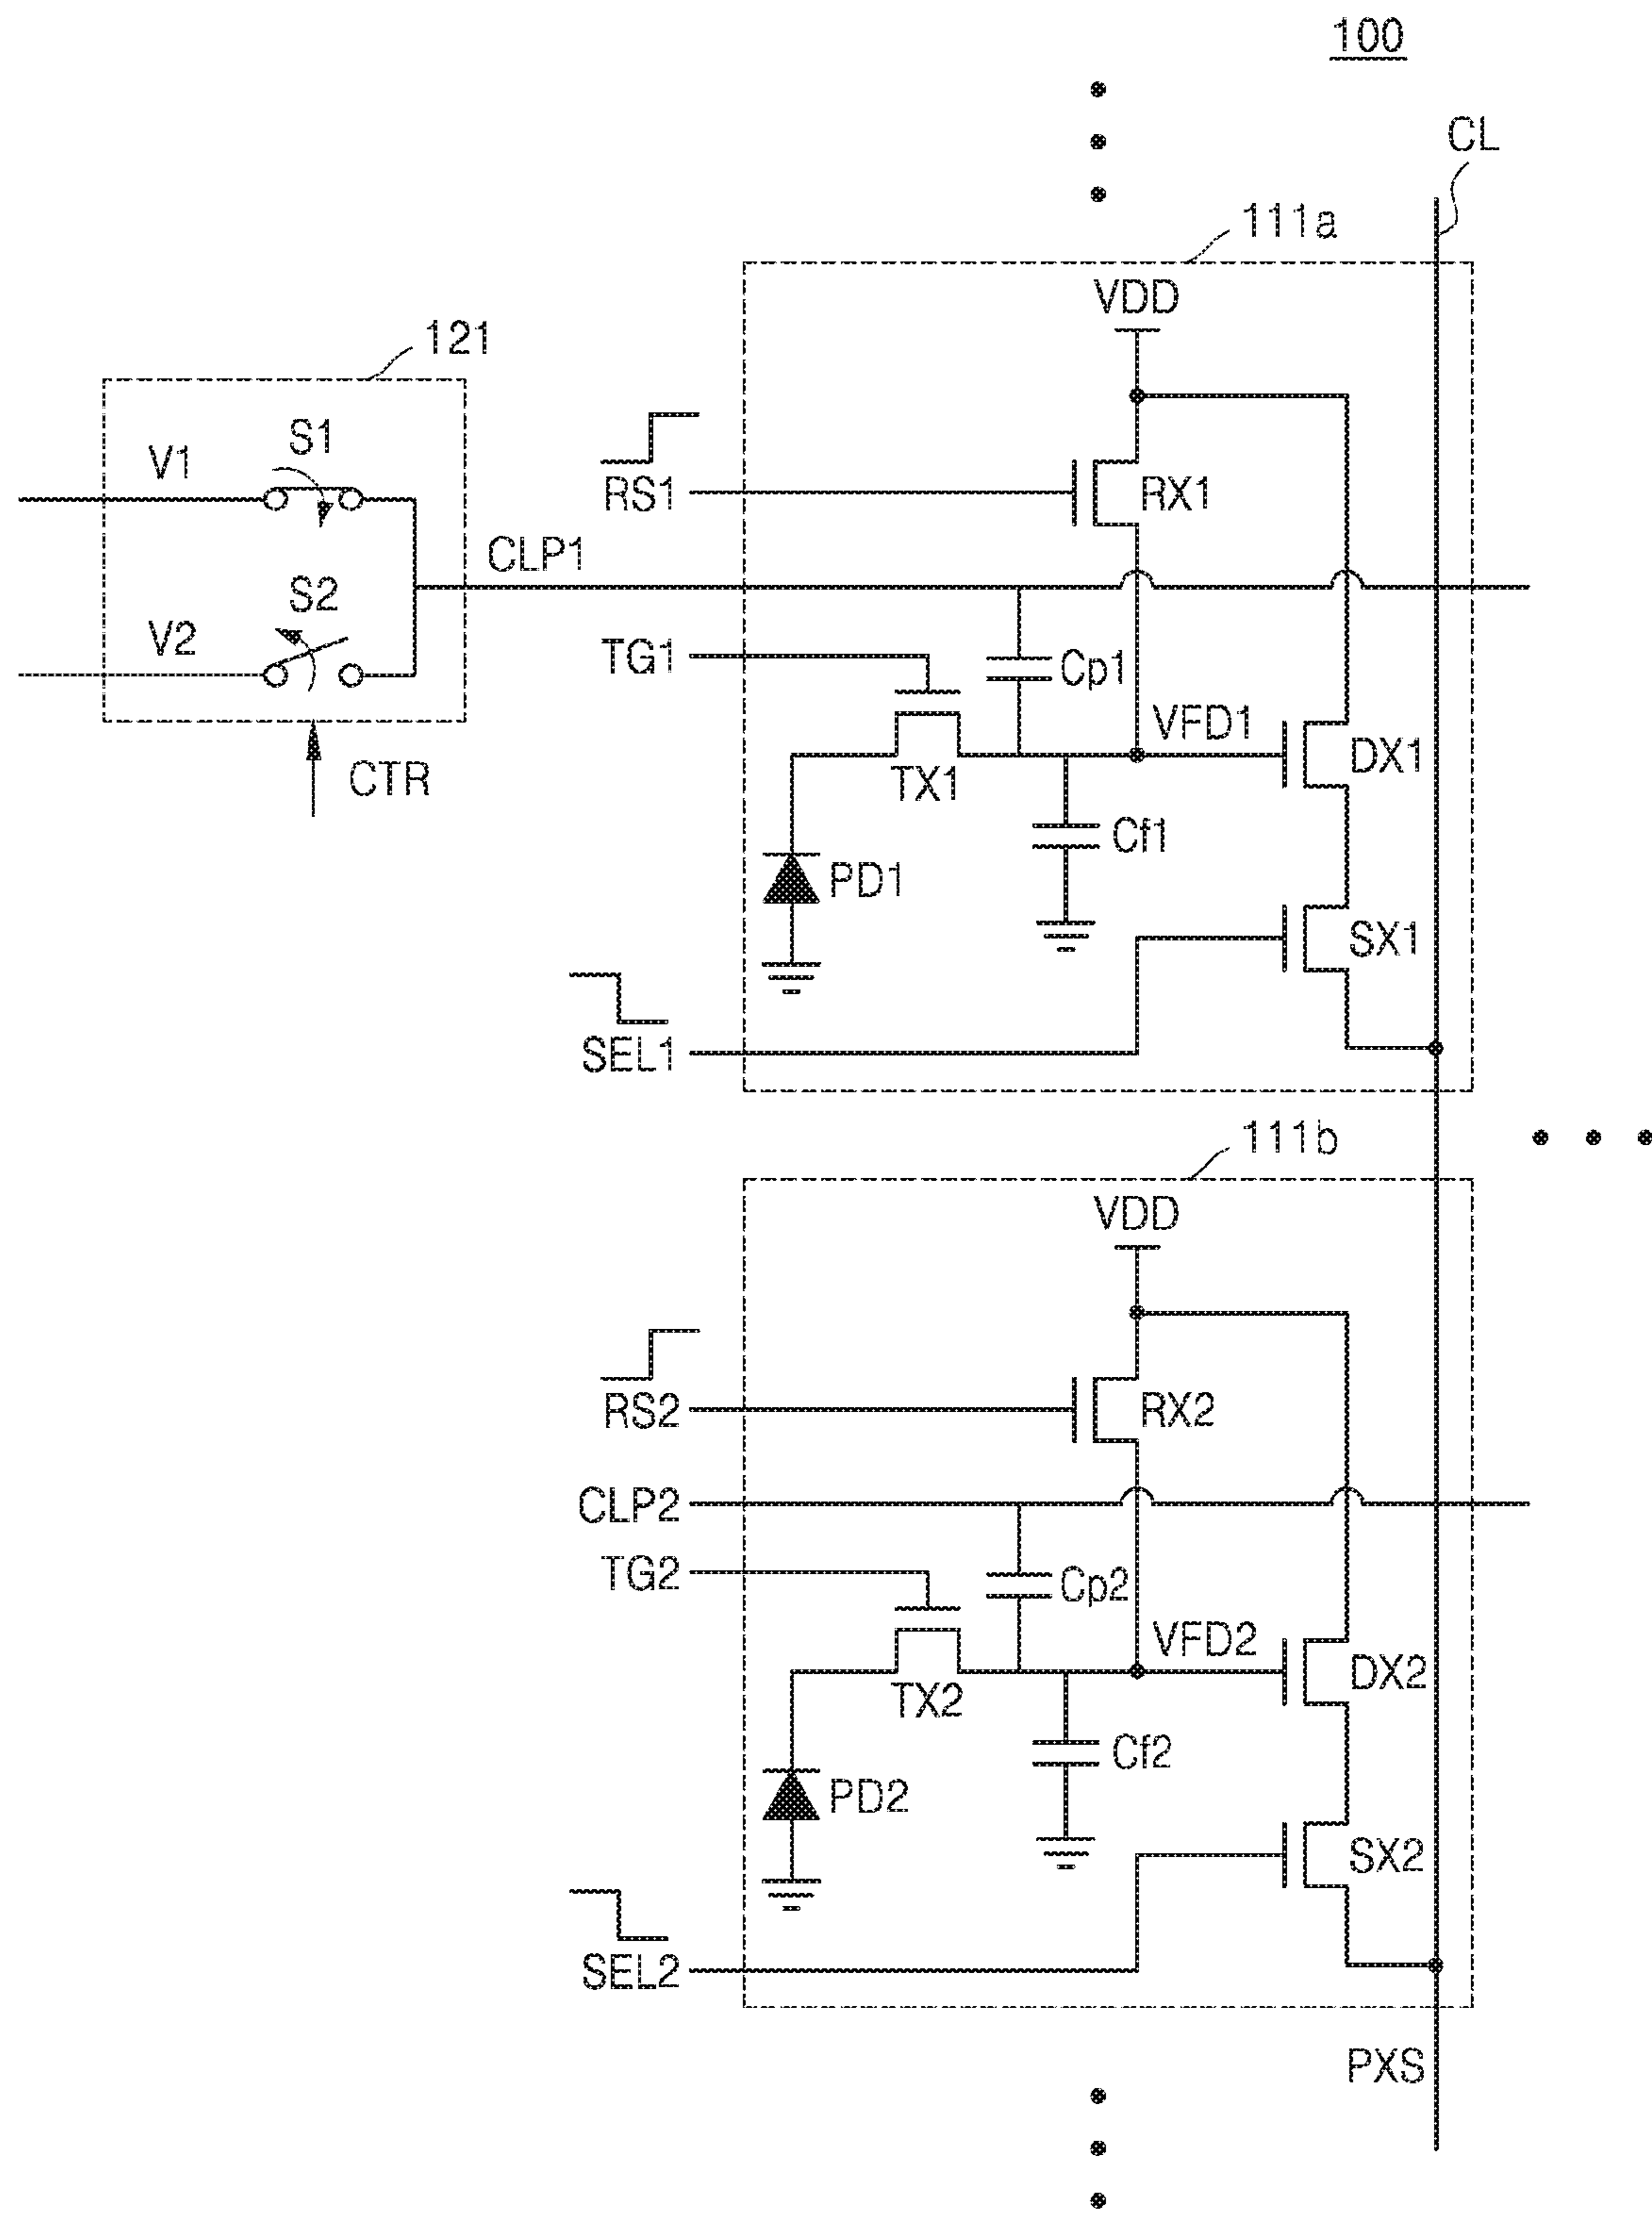 100
CL
111a
VDD
121
S1
V1
RS1
RX1
CLP1
S2
V2
TG1
Cp1
VFD1
DX1
TX1
CTR
Cf1
PD1
SX1
SEL1
111b
VDD
RS2
RX2
CLP2
TG2
Cp2
VFD2
DX2
TX2
Cf2
PD2
SX2
SEL2
PXS